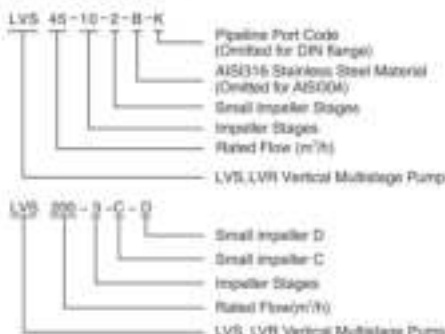 LVS 45-10-2-B-K
Pipeline Port Code
(Omitted for DIN flange)
AISI316 Stainless Steel Material
(Omitted for AISI304)
Small Impeller Stages
Impeller Stages
Rated Flow (m³/h)
LVS, LVR Vertical Multistage Pump
LVS 200-3-C-D
Small impeller D
Small impeller C
Impeller Stages
Rated Flow(m³/h)
LVS, LVR Vertical Multistage Pump